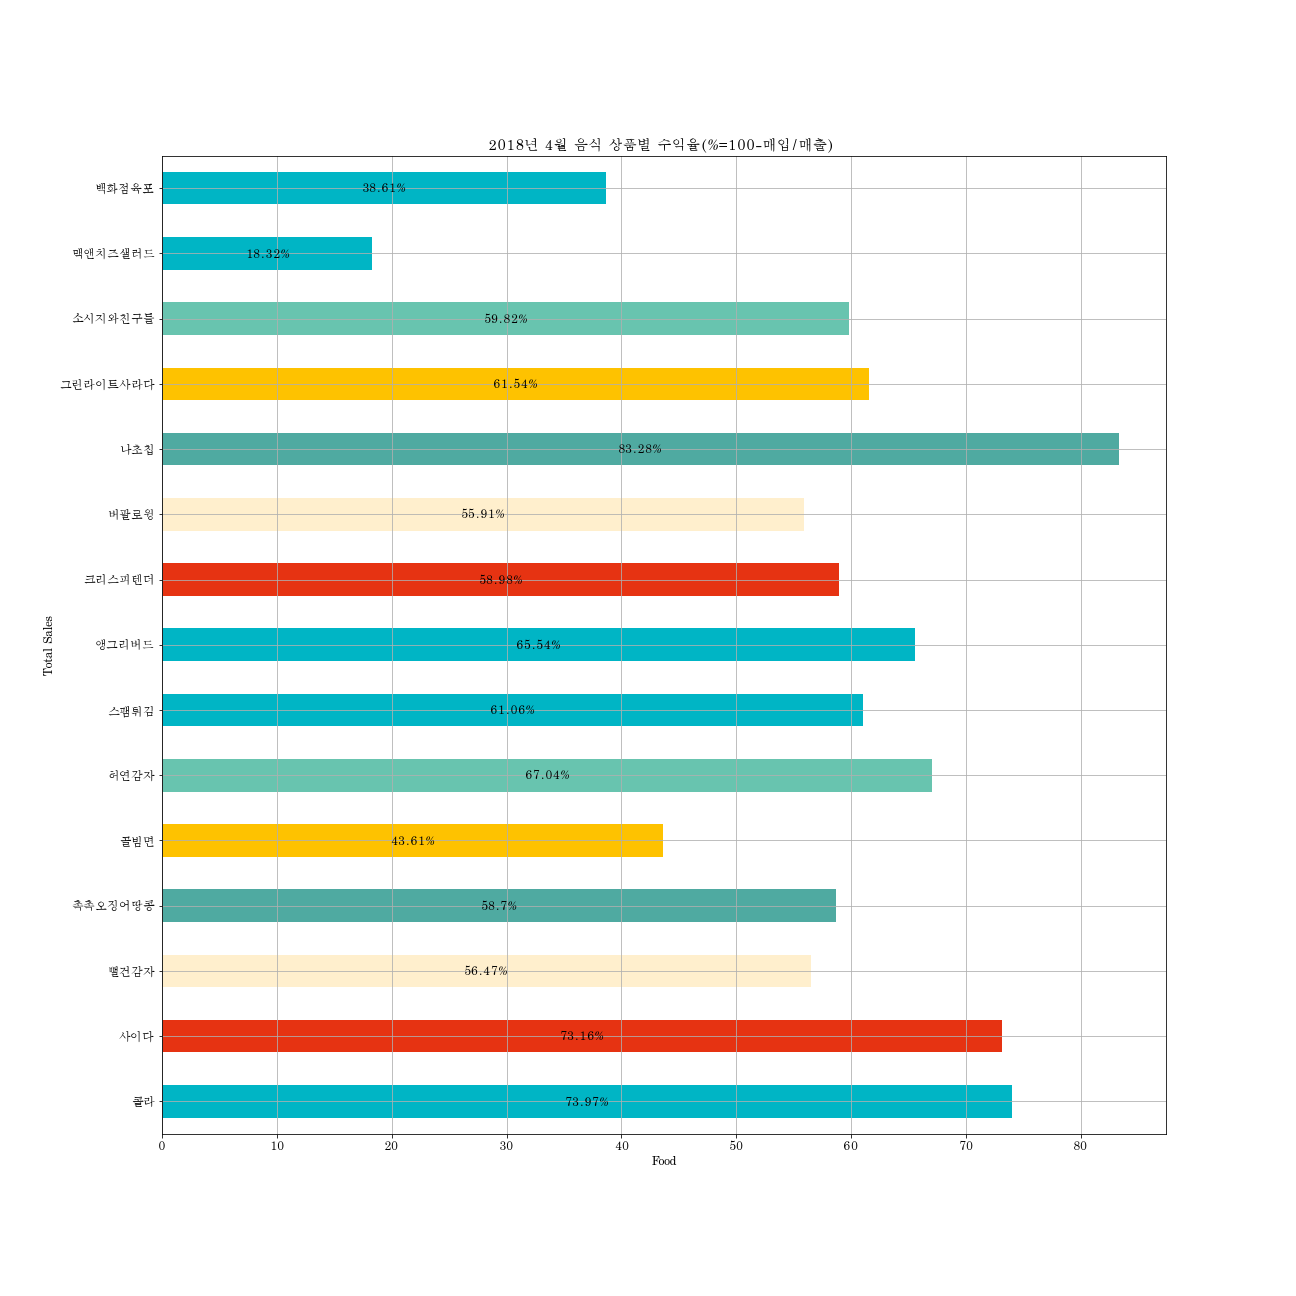 2018년 4월 음식 상품별 수익율(%=100-매입/매출)
백화점육포
38.61%
맥앤치즈샐러드
18.32%
소시지와친구들
59.82%
그린라이트사라다
61.54%
나초칩
83.28%
버팔로윙
55.91%
크리스피텐더
58.98%
앵그리버드
65.54%
스팸튀김
61.06%
허연감자
67.04%
골빔면
43.61%
촉촉오징어땅콩
58.7%
뻘건감자
56.47%
사이다
73.16%
콜라
73.97%
0 10 20 30 40 50 60 70 80
Food
Total Sales